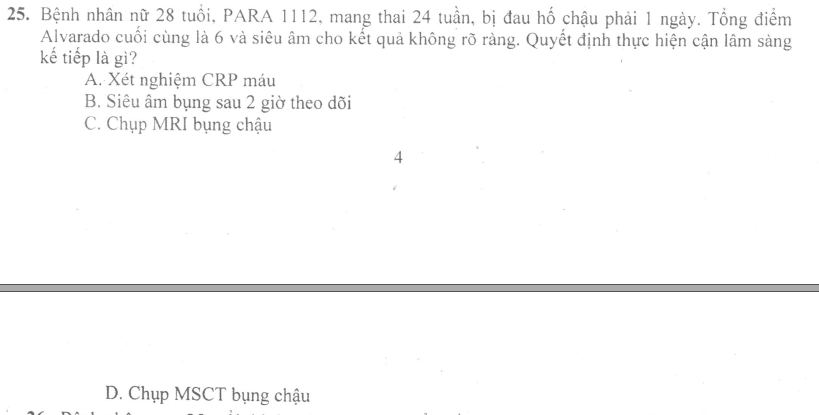 25. Bệnh nhân nữ 28 tuổi, PARA 1112, mang thai 24 tuần, bị đau hố chậu phải 1 ngày. Tổng điểm
Alvarado cuối cùng là 6 và siêu âm cho kết quả không rõ ràng. Quyết định thực hiện cận lâm sàng
kế tiếp là gì?
A. Xét nghiệm CRP máu
B. Siêu âm bụng sau 2 giờ theo dõi
C. Chụp MRI bụng chậu
4
D. Chụp MSCT bụng chậu